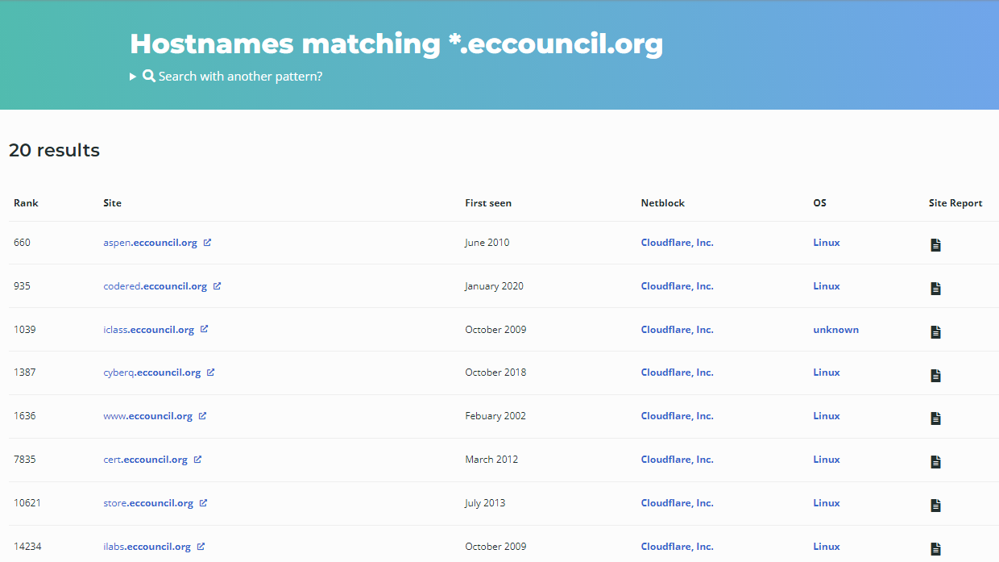 Hostnames matching *.eccouncil.org
Search with another pattern?
20 results
Rank Site First seen Netblock OS Site Report
660 aspen.eccouncil.org June 2010 Cloudflare, Inc. Linux
935 codered.eccouncil.org January 2020 Cloudflare, Inc. Linux
1039 iclass.eccouncil.org October 2009 Cloudflare, Inc. unknown
1387 cyberq.eccouncil.org October 2018 Cloudflare, Inc. Linux
1636 www.eccouncil.org Febuary 2002 Cloudflare, Inc. Linux
7835 cert.eccouncil.org March 2012 Cloudflare, Inc. Linux
10621 store.eccouncil.org July 2013 Cloudflare, Inc. Linux
14234 ilabs.eccouncil.org October 2009 Cloudflare, Inc. Linux